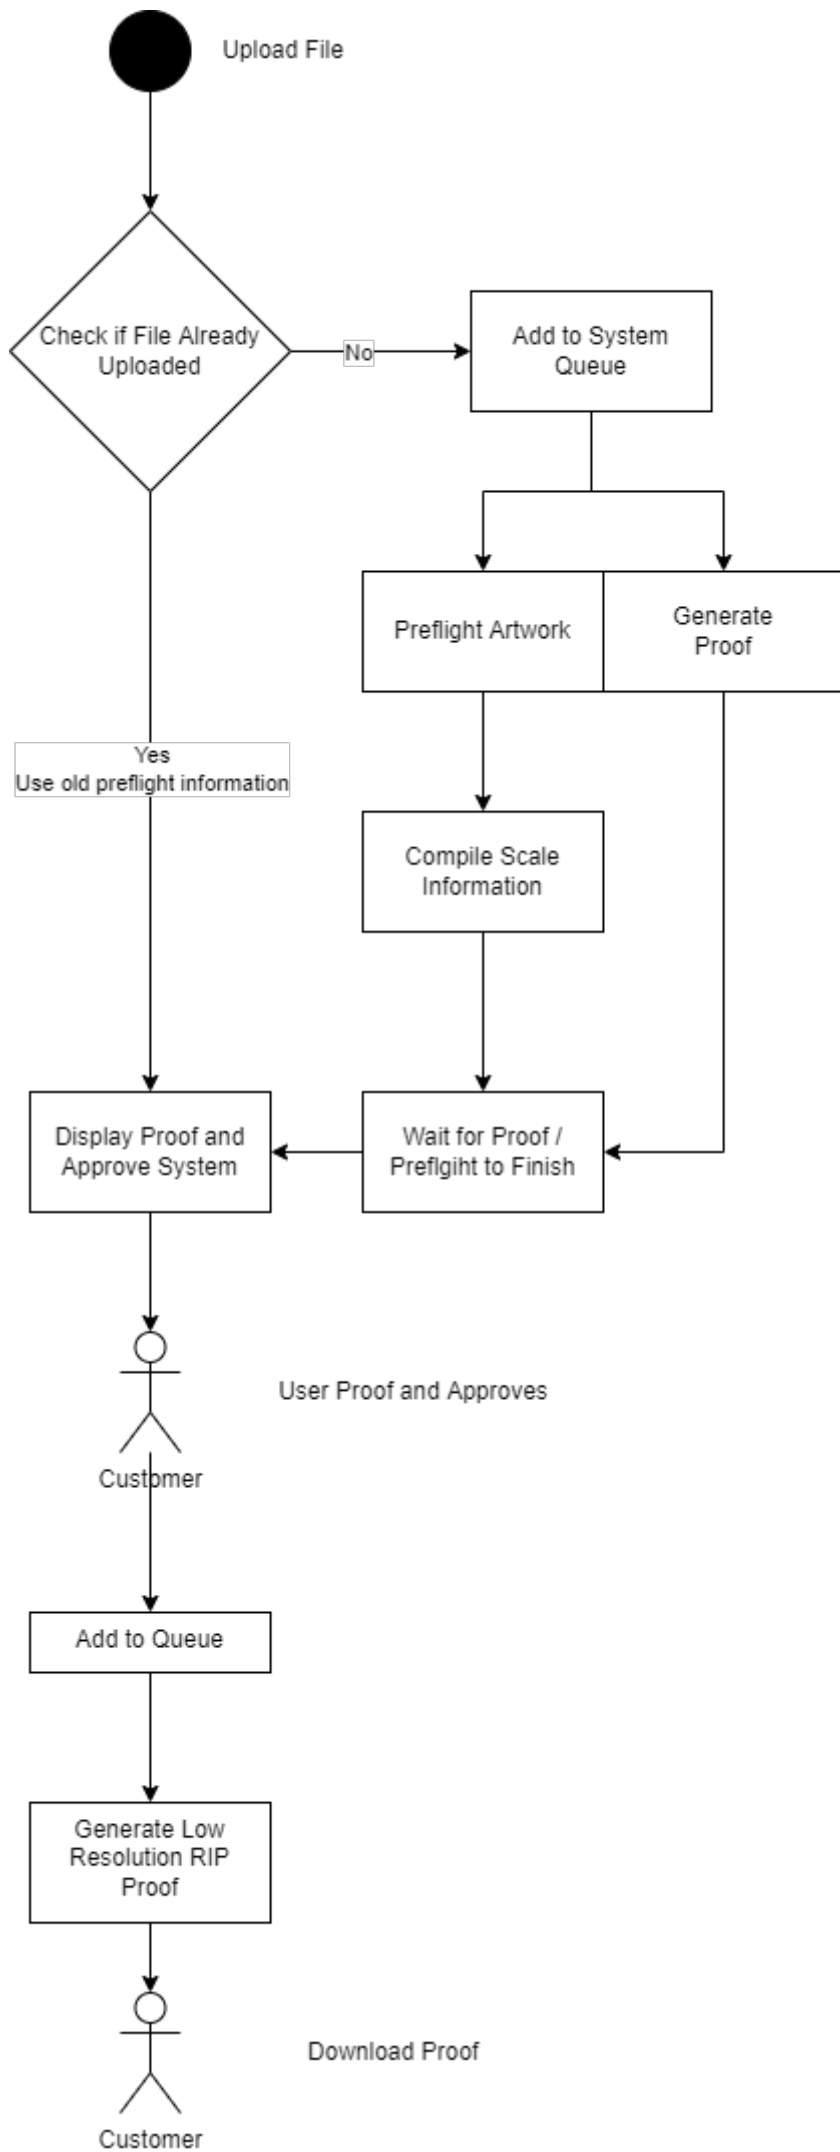 Upload File
Check if File Already
Uploaded
No
Add to System
Queue
Preflight Artwork
Generate
Proof
Yes
Use old preflight information
Compile Scale
Information
Display Proof and
Approve System
Wait for Proof /
Preflgiht to Finish
User Proof and Approves
Customer
Add to Queue
Generate Low
Resolution RIP
Proof
Download Proof
Customer